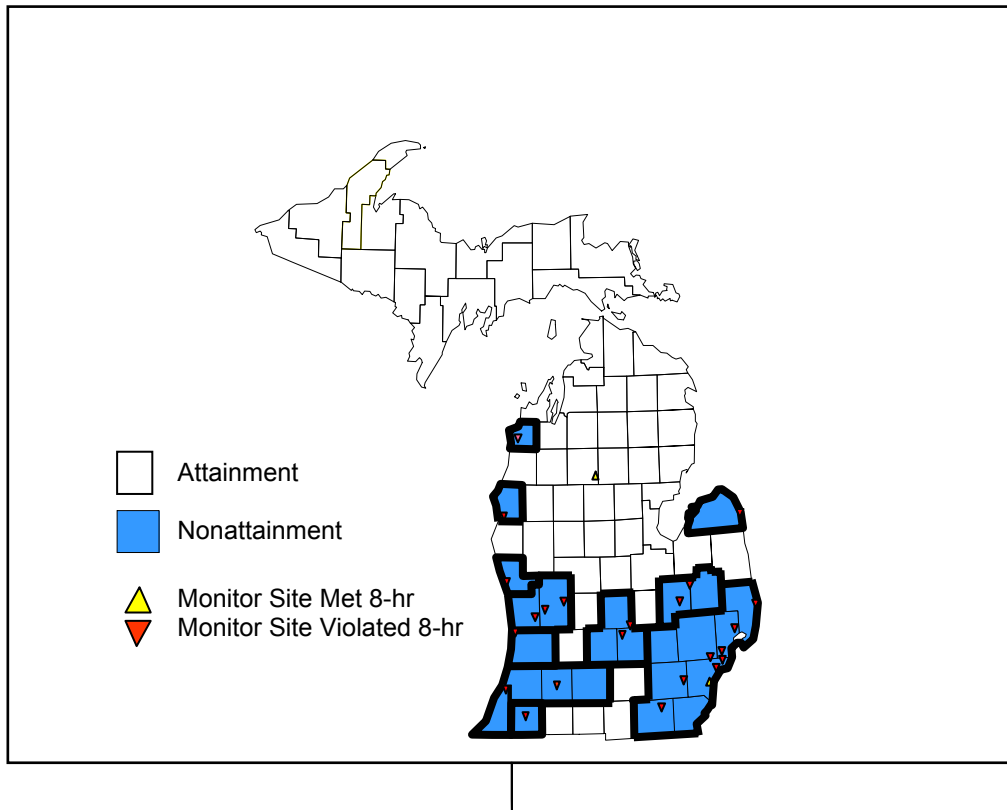 Attainment
Nonattainment
Monitor Site Met 8-hr
Monitor Site Violated 8-hr